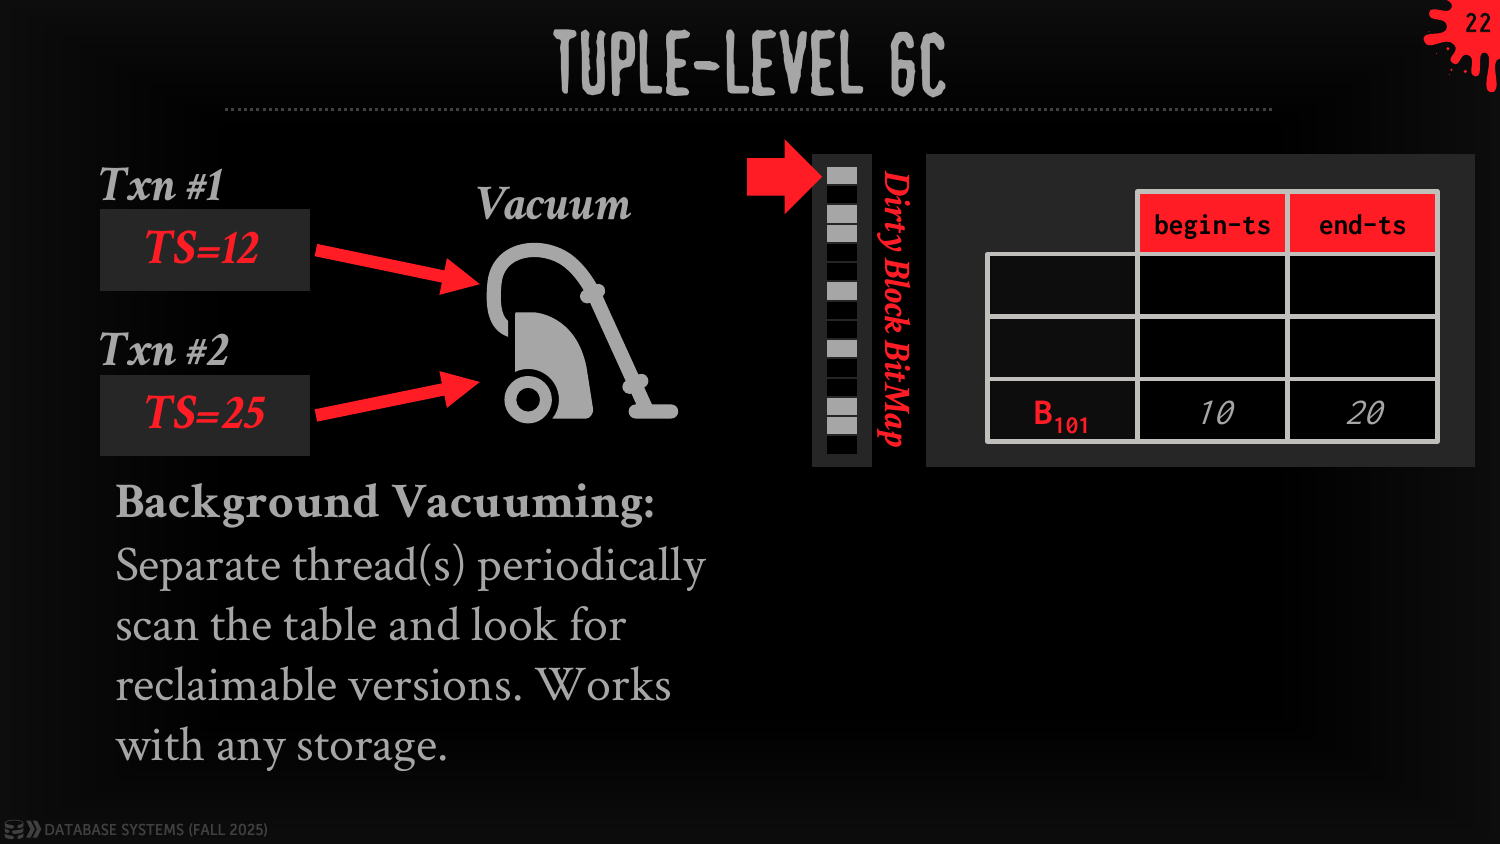 22
TUPLE-LEVEL GC
Txn #1
TS=12
Vacuum
Txn #2
TS=25
Dirty Block BitMap
begin-ts end-ts
B101 10 20
Background Vacuuming:
Separate thread(s) periodically
scan the table and look for
reclaimable versions. Works
with any storage.
DATABASE SYSTEMS (FALL 2025)